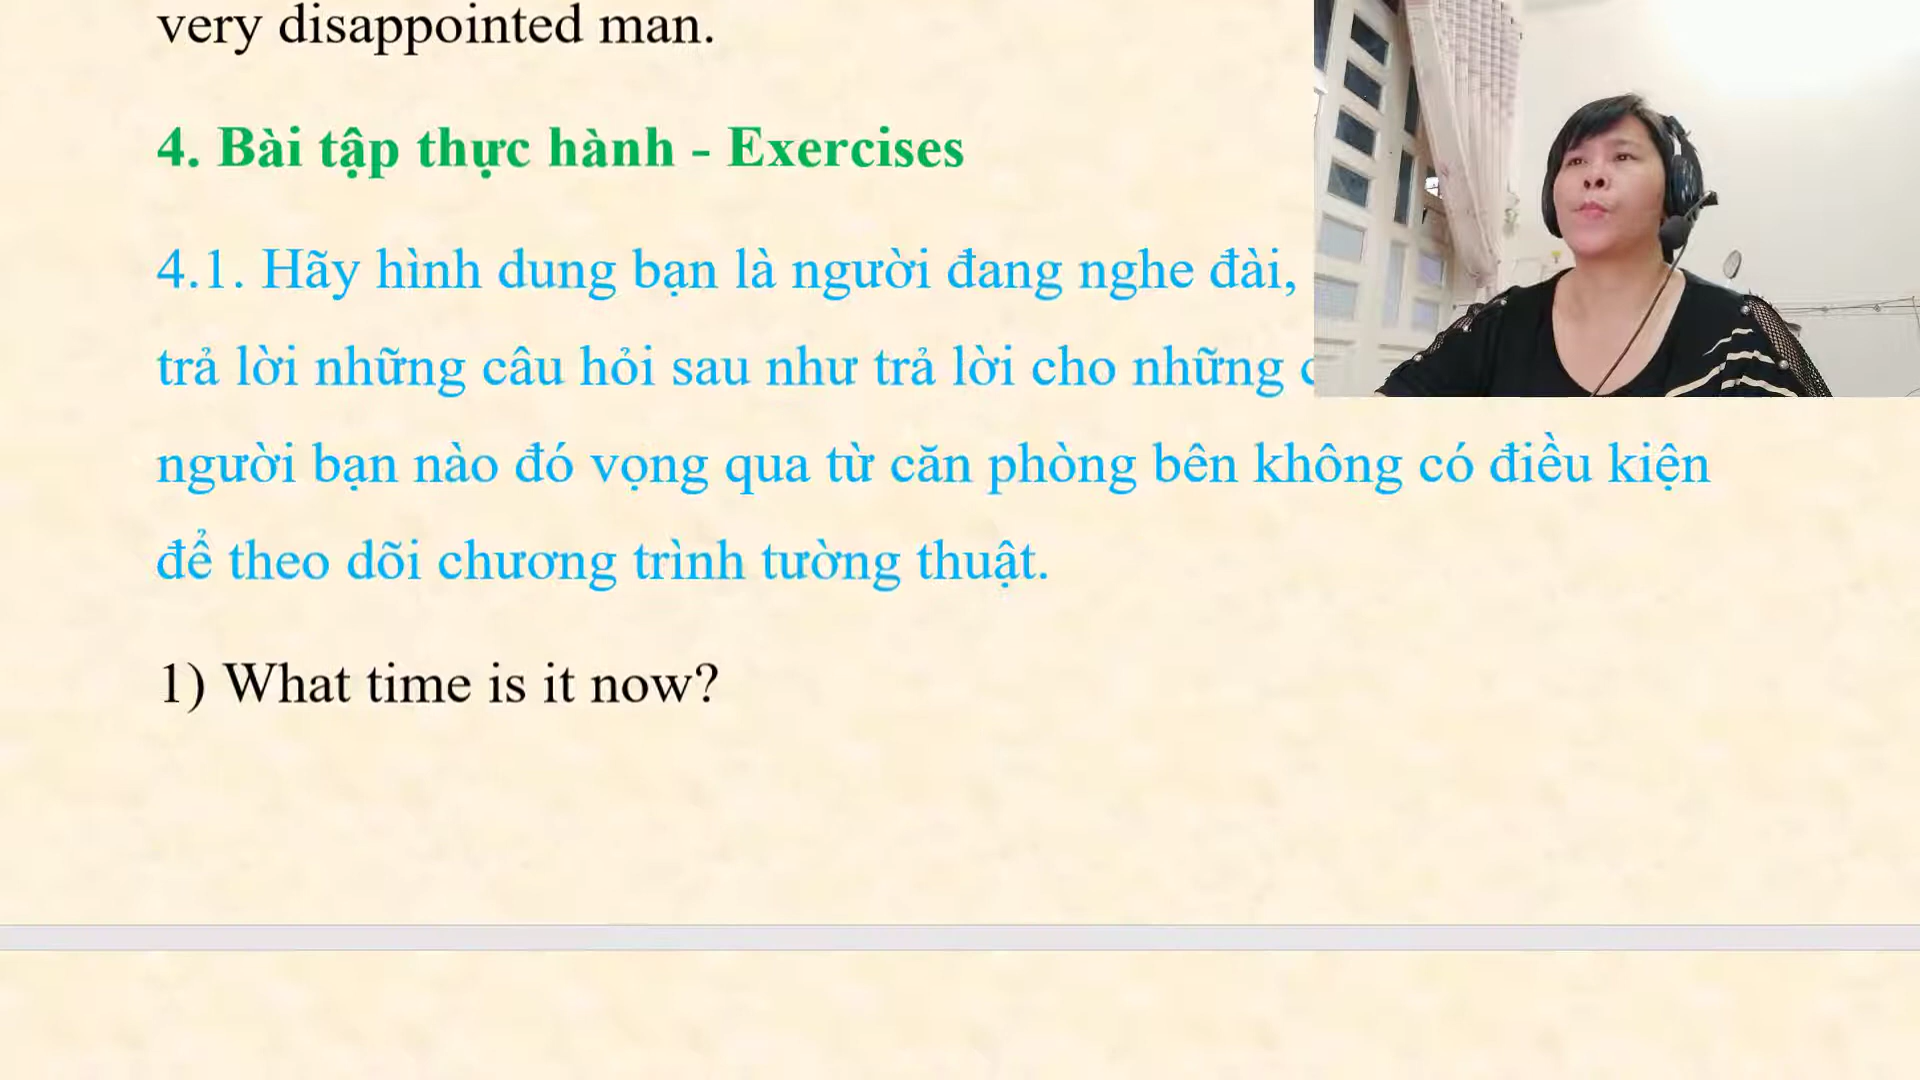 very disappointed man.
4. Bài tập thực hành - Exercises
4.1. Hãy hình dung bạn là người đang nghe đài,
trả lời những câu hỏi sau như trả lời cho những
người bạn nào đó vọng qua từ căn phòng bên không có điều kiện
để theo dõi chương trình tường thuật.
1) What time is it now?